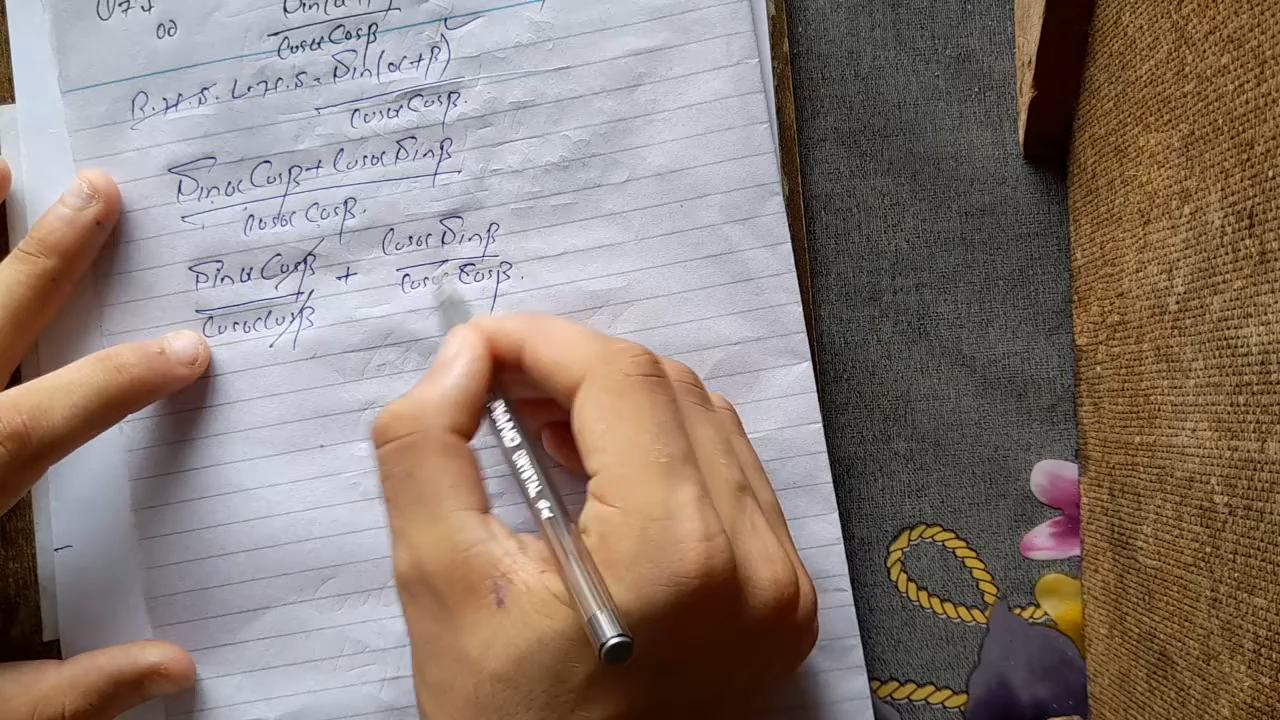 Sin(α+
cosα Cosβ
R.H.S. L.H.S = Sin(α+β)
cosα Cosβ.
Sinα Cosβ + Cosα Sinβ
Cosα Cosβ.
Sinα Cosβ + Cosα Sinβ
Cosα Cosβ Cosα Cosβ.
CRYSTAL